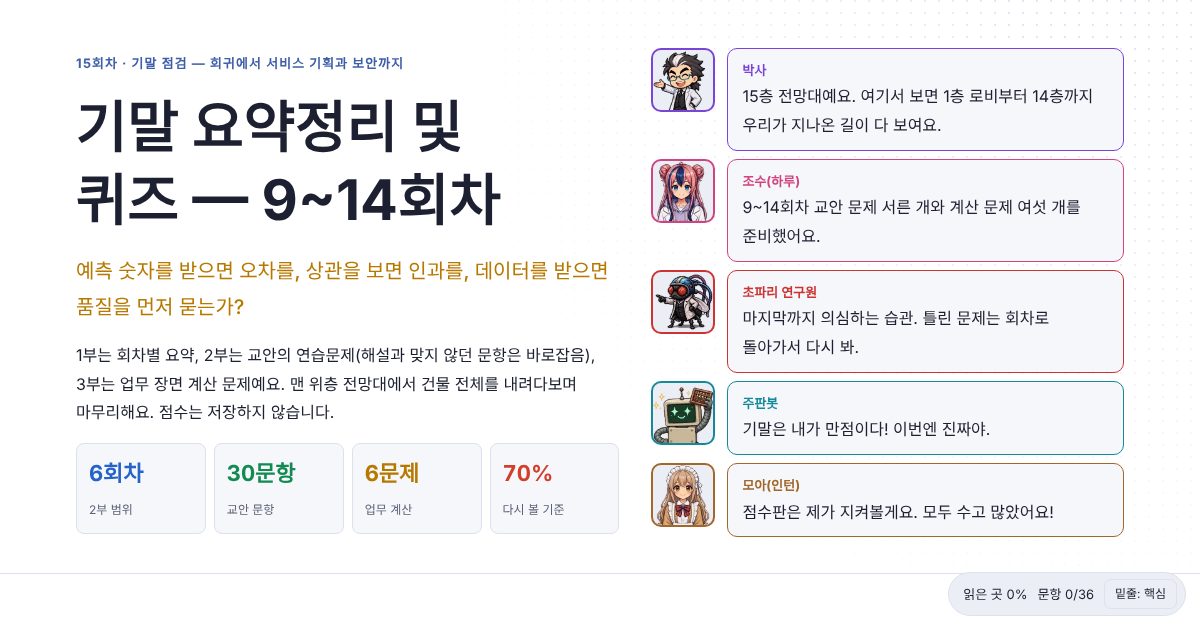 15회차 · 기말 점검 — 회귀에서 서비스 기획과 보안까지
기말 요약정리 및
퀴즈 — 9~14회차
예측 숫자를 받으면 오차를, 상관을 보면 인과를, 데이터를 받으면
품질을 먼저 묻는가?
1부는 회차별 요약, 2부는 교안의 연습문제(해설과 맞지 않던 문항은 바로잡음),
3부는 업무 장면 계산 문제예요. 맨 위층 전망대에서 건물 전체를 내려다보며
마무리해요. 점수는 저장하지 않습니다.
6회차
2부 범위
30문항
교안 문항
6문제
업무 계산
70%
다시 볼 기준
박사
15층 전망대예요. 여기서 보면 1층 로비부터 14층까지
우리가 지나온 길이 다 보여요.
조수(하루)
9~14회차 교안 문제 서른 개와 계산 문제 여섯 개를
준비했어요.
초파리 연구원
마지막까지 의심하는 습관. 틀린 문제는 회차로
돌아가서 다시 봐.
주판봇
기말은 내가 만점이다! 이번엔 진짜야.
모아(인턴)
점수판은 제가 지켜볼게요. 모두 수고 많았어요!
읽은 곳 0% 문항 0/36 밑줄: 핵심